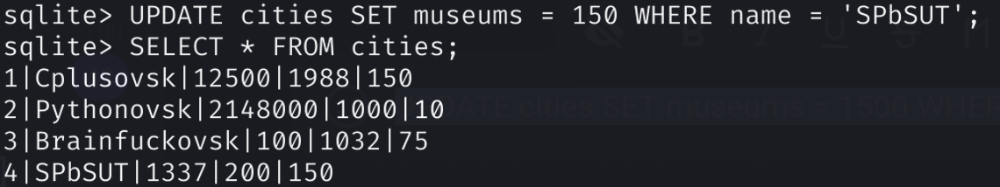 sqlite> UPDATE cities SET museums = 150 WHERE name = 'SPbSUT';
sqlite> SELECT * FROM cities;
1|Cplusovsk|12500|1988|150
2|Pythonovsk|2148000|1000|10
3|Brainfuckovsk|100|1032|75
4|SPbSUT|1337|200|150